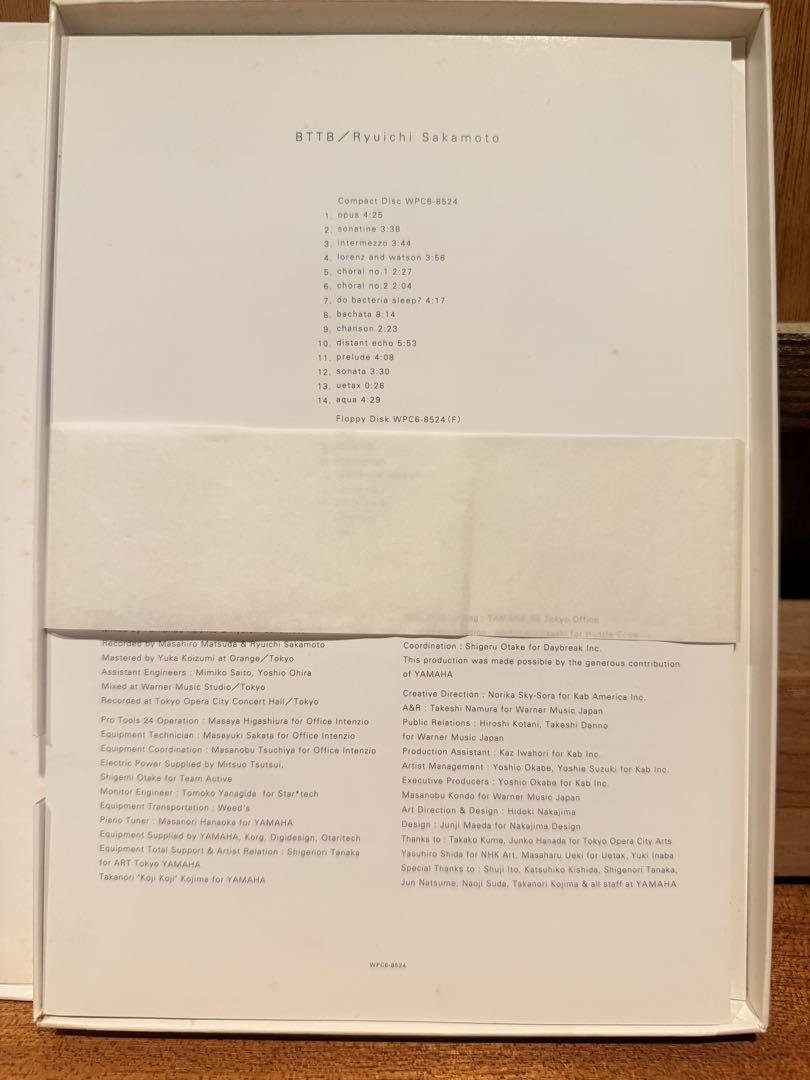 BTTB／Ryuichi Sakamoto
Compact Disc WPC6-8524
1. opus 4:25
2. sonatine 3:38
3. intermezzo 3:44
4. lorenz and watson 3:56
5. choral no.1 2:27
6. choral no.2 2:04
7. do bacteria sleep? 4:17
8. bachata 8:14
9. chanson 2:23
10. distant echo 5:53
11. prelude 4:08
12. sonata 3:30
13. uetax 0:26
14. aqua 4:29
Floppy Disk WPC6-8524(F)
Recorded by Masahiro Matsuda & Ryuichi Sakamoto
Mastered by Yuka Koizumi at Orange／Tokyo
Assistant Engineers : Mimiko Saito, Yoshio Ohira
Mixed at Warner Music Studio／Tokyo
Recorded at Tokyo Opera City Concert Hall／Tokyo
Pro Tools 24 Operation : Masaya Higashiura for Office Intenzio
Equipment Technician : Masayuki Sakata for Office Intenzio
Equipment Coordination : Masanobu Tsuchiya for Office Intenzio
Electric Power Supplied by Mitsuo Tsutsui,
Shigemi Otake for Team Active
Monitor Engineer : Tomoko Yanagida for Star*tech
Equipment Transportation : Weed's
Piano Tuner : Masanori Hanaoka for YAMAHA
Equipment Supplied by YAMAHA, Korg, Digidesign, Otaritech
Equipment Total Support & Artist Relation : Shigenori Tanaka
for ART Tokyo YAMAHA
Takanori "Koji Koji" Kojima for YAMAHA
Tokyo Office
Coordination : Shigeru Otake for Daybreak Inc.
This production was made possible by the generous contribution
of YAMAHA
Creative Direction : Norika Sky-Sora for Kab America Inc.
A&R : Takeshi Namura for Warner Music Japan
Public Relations : Hiroshi Kotani, Takeshi Danno
for Warner Music Japan
Production Assistant : Kaz Iwahori for Kab Inc.
Artist Management : Yoshio Okabe, Yoshie Suzuki for Kab Inc.
Executive Producers : Yoshio Okabe for Kab Inc.
Masanobu Kondo for Warner Music Japan
Art Direction & Design : Hideki Nakajima
Design : Junji Maeda for Nakajima Design
Thanks to : Takako Kume, Junko Hanada for Tokyo Opera City Arts
Yasuhiro Shida for NHK Art, Masaharu Ueki for Uetax, Yuki Inaba
Special Thanks to : Shuji Ito, Katsuhiko Kishida, Shigenori Tanaka,
Jun Natsume, Naoji Suda, Takanori Kojima & all staff at YAMAHA
WPC6-8524